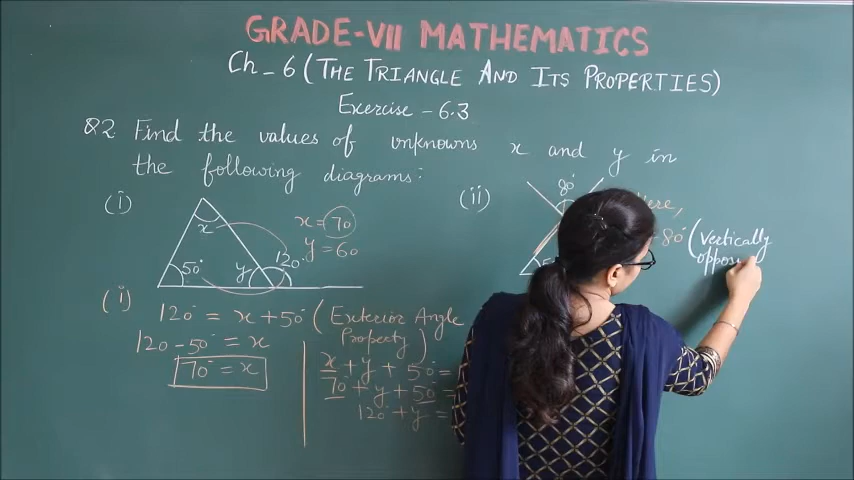 GRADE-VII MATHEMATICS
Ch-6 (THE TRIANGLE AND ITS PROPERTIES)
Exercise - 6.3
Q2. Find the values of unknowns x and y in
the following diagrams:
(i)
x
50°
y
120°
x = 70
y = 60
(ii)
80°
80° (Vertically
(i) 120° = x + 50° (Exterior Angle
Property)
120 - 50° = x
70° = x
x + y + 50° =
70° + y + 50
120 + y =